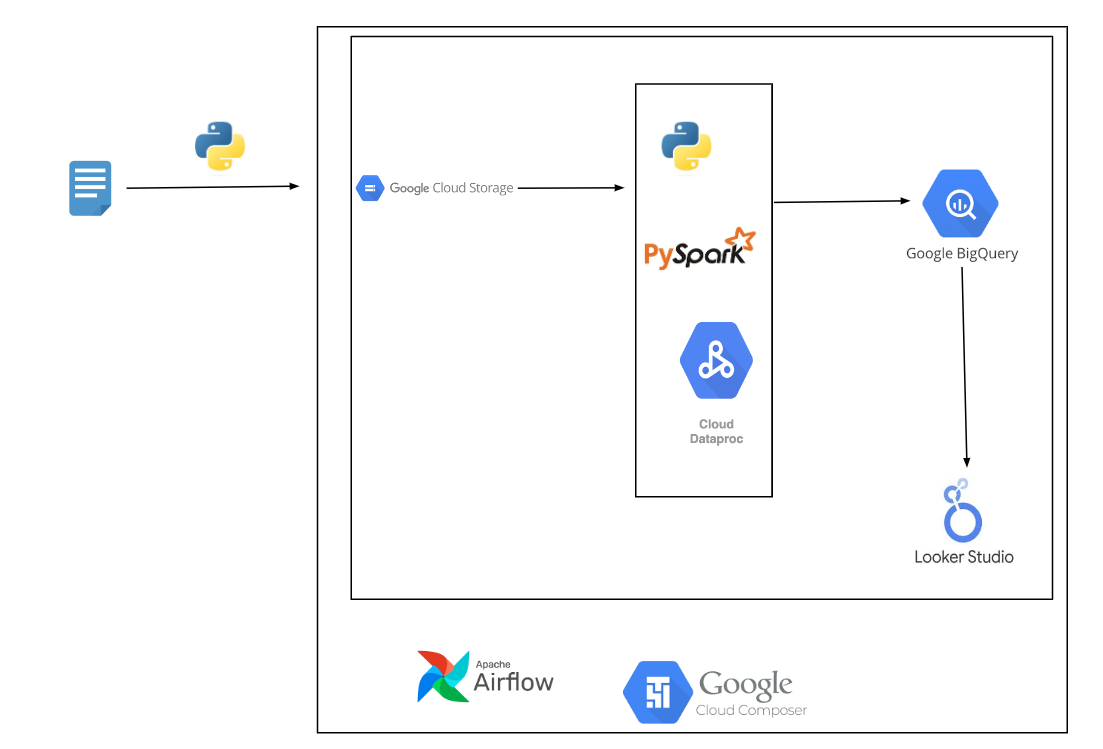 Google Cloud Storage
PySpark
Cloud
Dataproc
Google BigQuery
Looker Studio
Apache
Airflow
Google
Cloud Composer